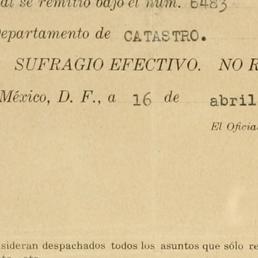 al se remitió bajo el núm. 6483
Departamento de CATASTRO.
SUFRAGIO EFECTIVO. NO R
México, D. F., a 16 de abril
El Oficia
sideran despachados todos los asuntos que sólo re